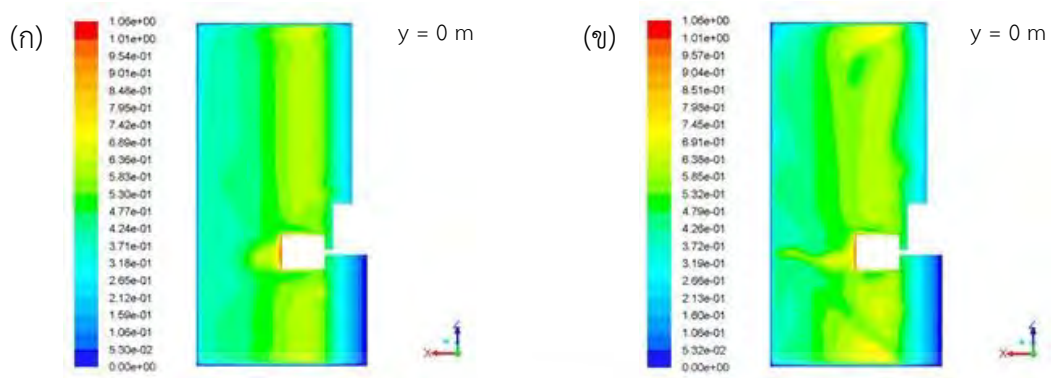 (ก)
1.06e+00
1.01e+00
9.54e-01
9.01e-01
8.48e-01
7.95e-01
7.42e-01
6.89e-01
6.36e-01
5.83e-01
5.30e-01
4.77e-01
4.24e-01
3.71e-01
3.18e-01
2.65e-01
2.12e-01
1.59e-01
1.06e-01
5.30e-02
0.00e+00
y = 0 m
Z
X
(ข)
1.06e+00
1.01e+00
9.57e-01
9.04e-01
8.51e-01
7.98e-01
7.45e-01
6.91e-01
6.38e-01
5.85e-01
5.32e-01
4.79e-01
4.26e-01
3.72e-01
3.19e-01
2.66e-01
2.13e-01
1.60e-01
1.06e-01
5.32e-02
0.00e+00
y = 0 m
Z
X